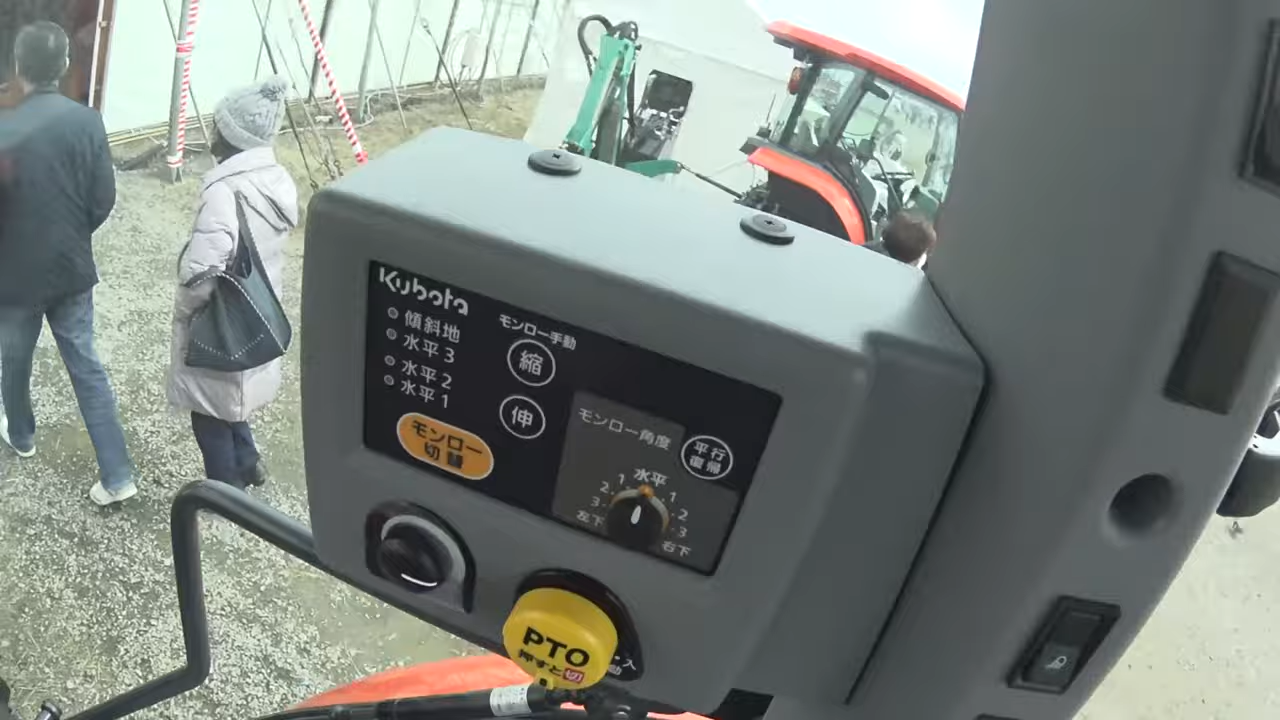 Kubota
傾斜地
水平3
水平2
水平1
モンロー
切替
モンロー手動
縮
伸
モンロー角度
平行
復帰
水平
1 1
2 2
3 3
左下 右下
PTO
押すと切
入